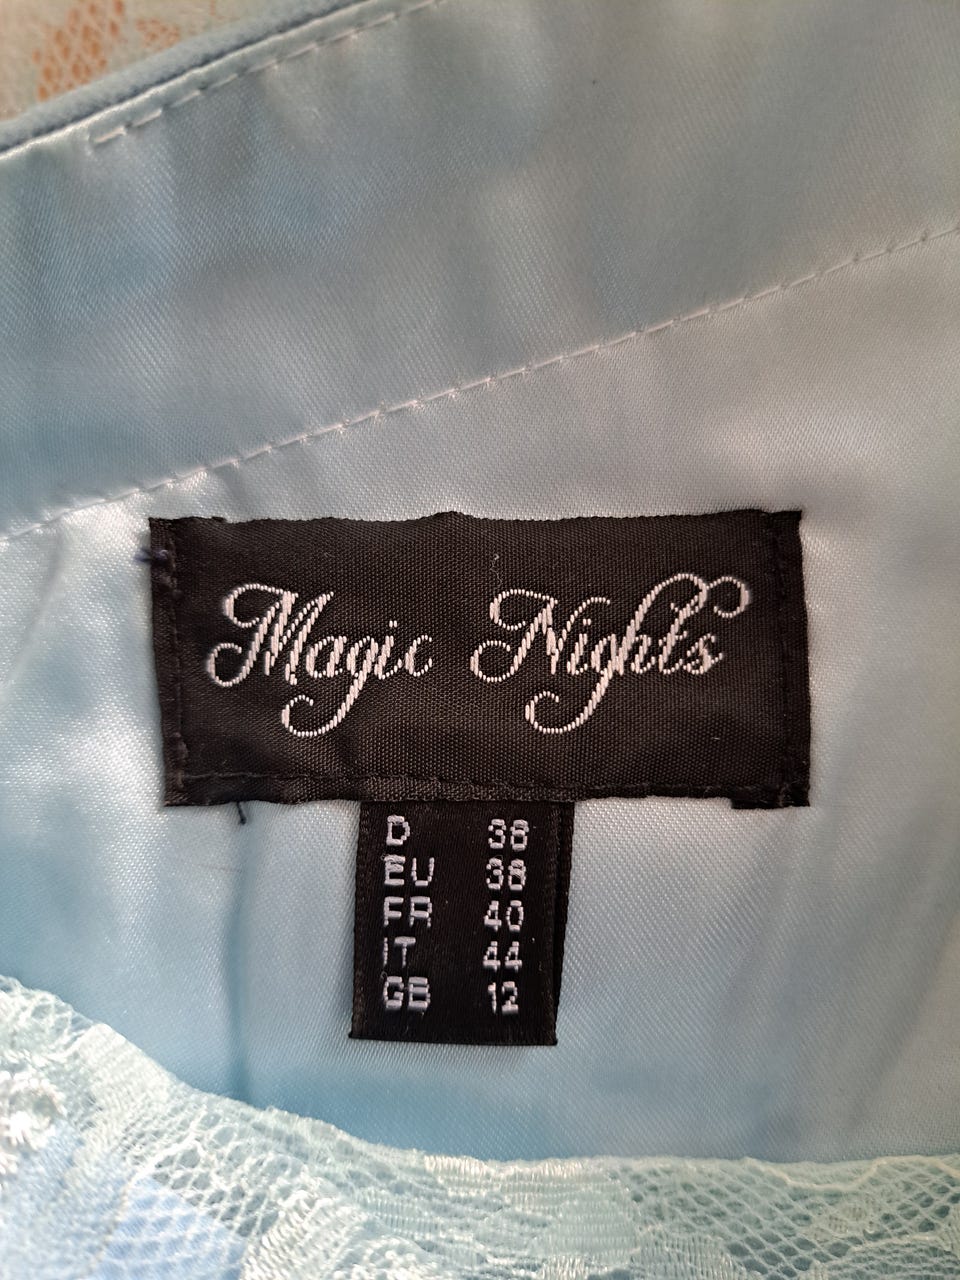 Magic Nights
D 38
EU 38
FR 40
IT 44
GB 12